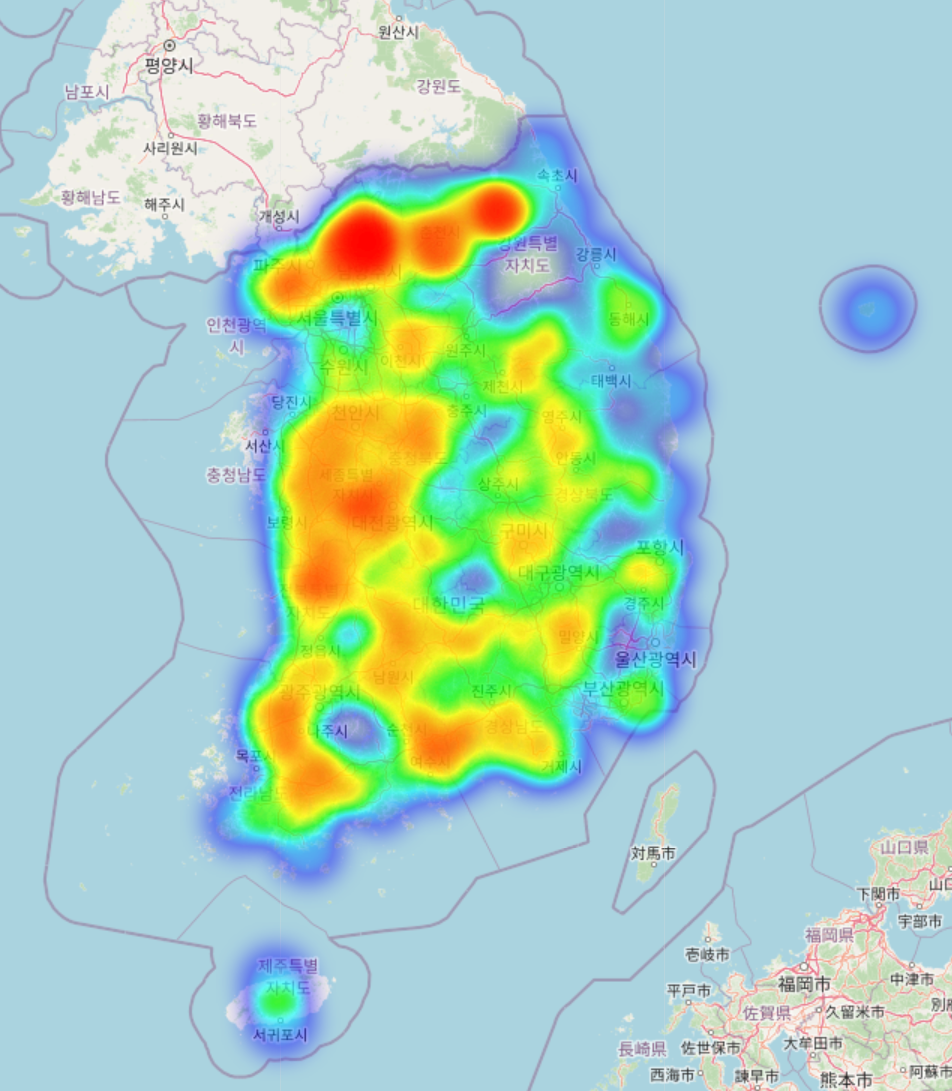 원산시
평양시
남포시
강원도
황해북도
사리원시
속초시
황해남도
해주시
개성시
강원특별
자치도
강릉시
파주시
서울특별시
동해시
인천광역
시
수원시
이천시
원주시
제천시
태백시
당진시
천안시
충주시
영주시
서산시
충청북도
안동시
충청남도
세종특별
상주시
경상북도
보령시
대전광역시
구미시
포항시
대구광역시
대한민국
경주시
자치도
밀양시
정읍시
울산광역시
남원시
광주광역시
진주시
부산광역시
나주시
순천시
경상남도
목포시
여수시
거제시
전라남도
対馬市
山口県
下関市
宇部市
福岡県
壱岐市
제주특별
자치도
福岡市
中津市
平戸市
佐賀県
久留米市
서귀포시
長崎県
佐世保市
大牟田市
西海市
諫早市
熊本市
阿蘇市